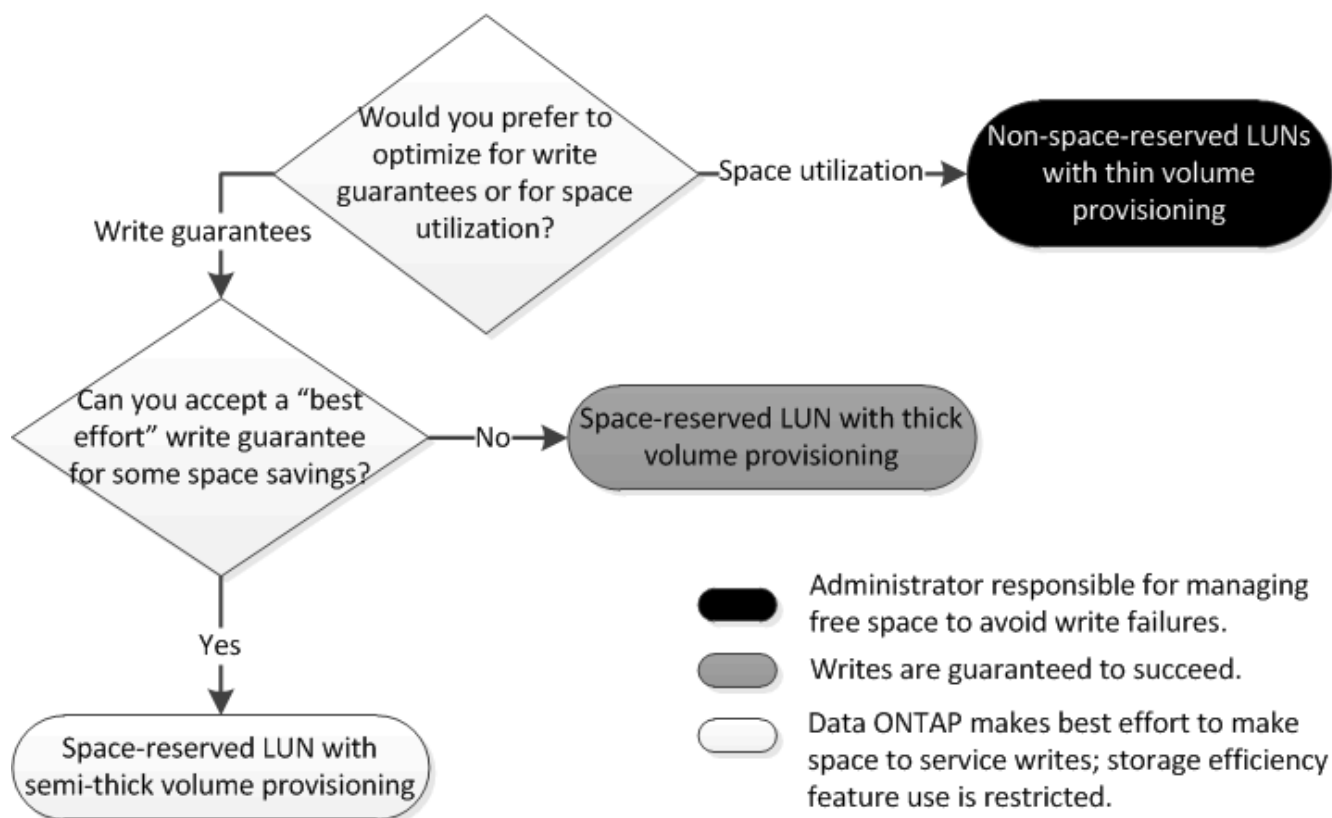 Would you prefer to
optimize for write
guarantees or for space
utilization?
Space utilization
Non-space-reserved LUNs
with thin volume
provisioning
Write guarantees
Can you accept a “best
effort” write guarantee
for some space savings?
No
Space-reserved LUN with thick
volume provisioning
Yes
Space-reserved LUN with
semi-thick volume provisioning
Administrator responsible for managing
free space to avoid write failures.
Writes are guaranteed to succeed.
Data ONTAP makes best effort to make
space to service writes; storage efficiency
feature use is restricted.